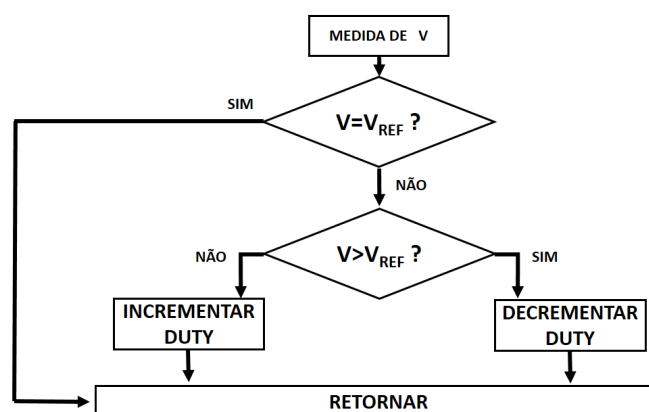 MEDIDA DE V
SIM
V=VREF ?
NÃO
V>VREF ?
NÃO
SIM
INCREMENTAR
DUTY
DECREMENTAR
DUTY
RETORNAR